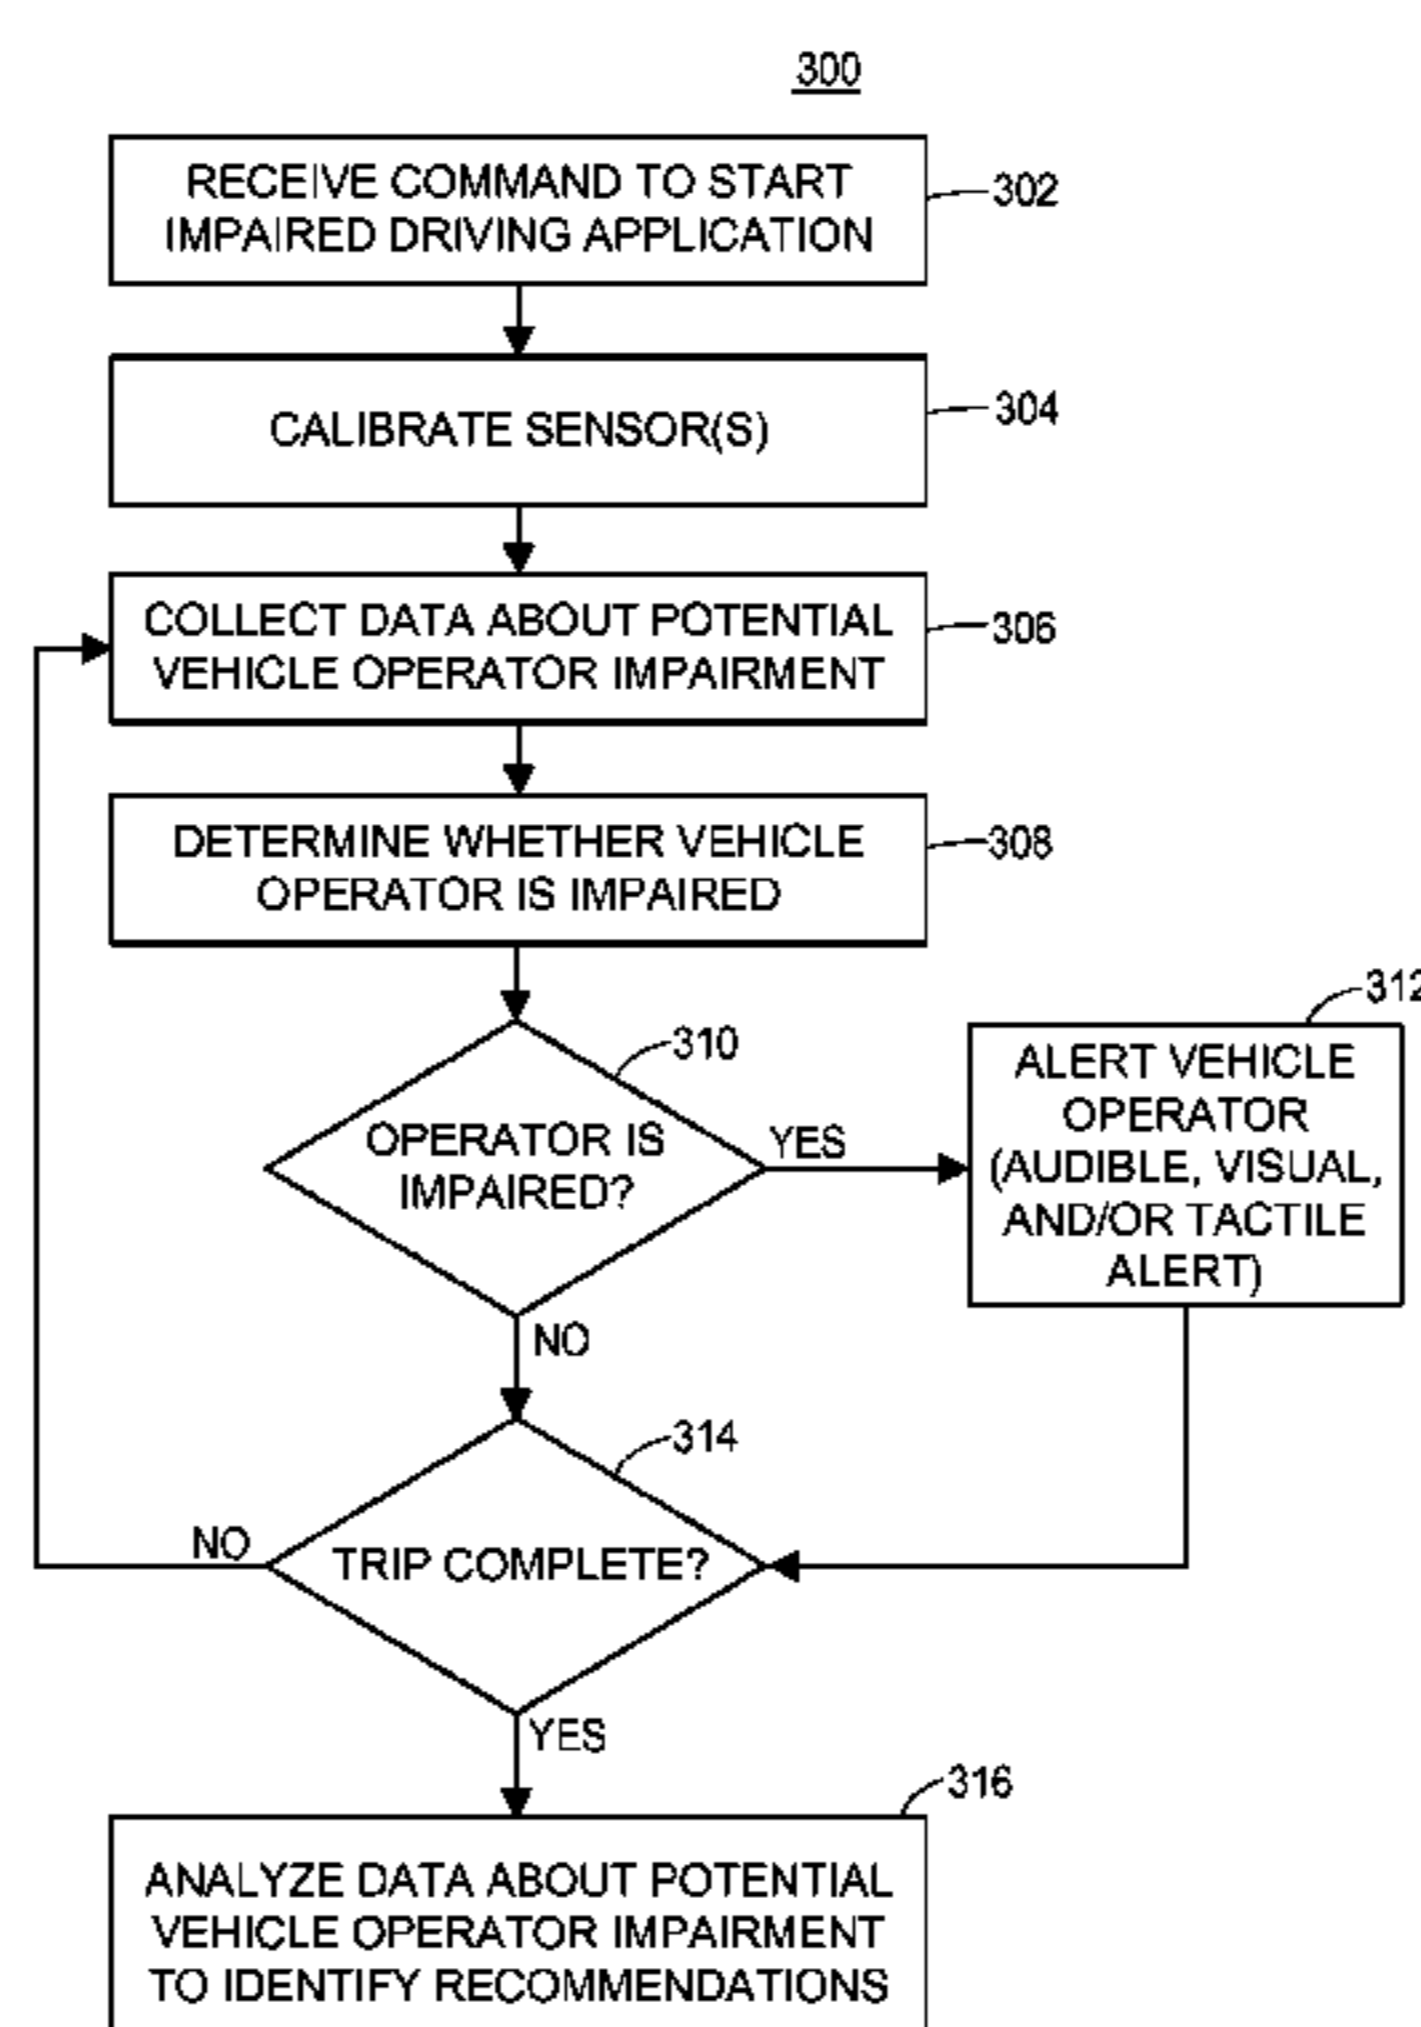 300
RECEIVE COMMAND TO START
IMPAIRED DRIVING APPLICATION
302
CALIBRATE SENSOR(S)
304
COLLECT DATA ABOUT POTENTIAL
VEHICLE OPERATOR IMPAIRMENT
306
DETERMINE WHETHER VEHICLE
OPERATOR IS IMPAIRED
308
310
OPERATOR IS
IMPAIRED?
YES
312
ALERT VEHICLE
OPERATOR
(AUDIBLE, VISUAL,
AND/OR TACTILE
ALERT)
NO
314
TRIP COMPLETE?
NO
YES
316
ANALYZE DATA ABOUT POTENTIAL
VEHICLE OPERATOR IMPAIRMENT
TO IDENTIFY RECOMMENDATIONS